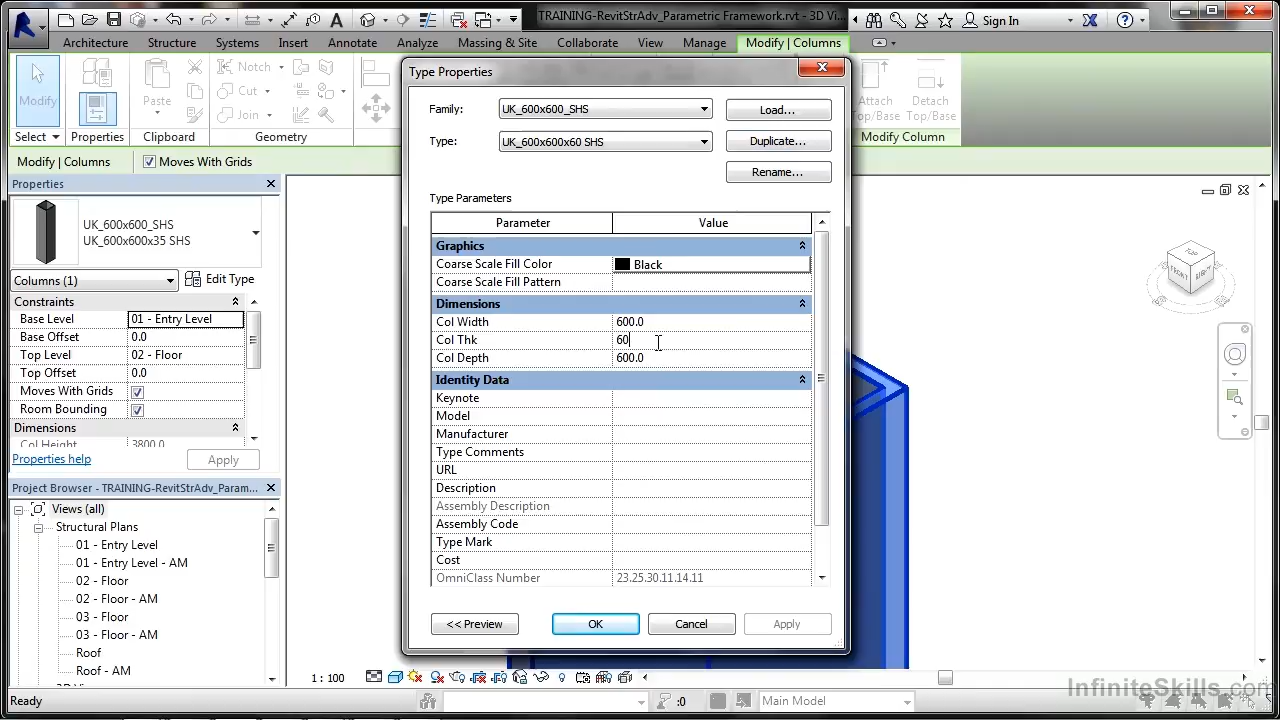 TRAINING-RevitStrAdv_Parametric Framework.rvt - 3D Vi...
Sign In
Architecture Structure Systems Insert Annotate Analyze Massing & Site Collaborate View Manage Modify | Columns
Modify
Properties
Paste
Notch
Cut
Join
Attach Top/Base
Detach Top/Base
Select Properties Clipboard Geometry Modify Column
Modify | Columns Moves With Grids
Properties
UK_600x600_SHS
UK_600x600x35 SHS
Columns (1) Edit Type
Constraints
Base Level 01 - Entry Level
Base Offset 0.0
Top Level 02 - Floor
Top Offset 0.0
Moves With Grids
Room Bounding
Dimensions
Col Height 3800.0
Properties help Apply
Project Browser - TRAINING-RevitStrAdv_Param...
Views (all)
Structural Plans
01 - Entry Level
01 - Entry Level - AM
02 - Floor
02 - Floor - AM
03 - Floor
03 - Floor - AM
Roof
Roof - AM
Type Properties
Family: UK_600x600_SHS Load...
Type: UK_600x600x60 SHS Duplicate...
Rename...
Type Parameters
Parameter Value
Graphics
Coarse Scale Fill Color Black
Coarse Scale Fill Pattern
Dimensions
Col Width 600.0
Col Thk 60
Col Depth 600.0
Identity Data
Keynote
Model
Manufacturer
Type Comments
URL
Description
Assembly Description
Assembly Code
Type Mark
Cost
OmniClass Number 23.25.30.11.14.11
<< Preview OK Cancel Apply
FRONT RIGHT
1 : 100
Ready :0 Main Model
InfiniteSkills.com